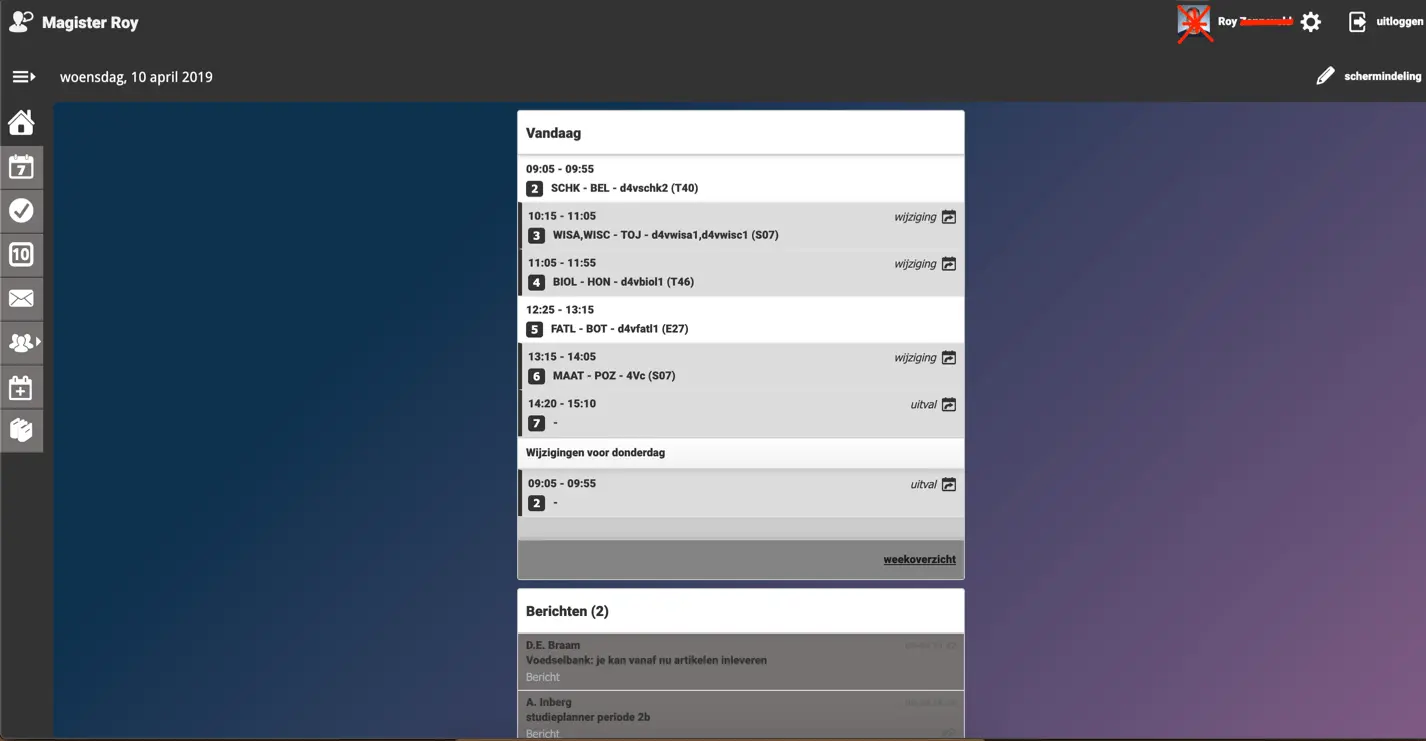 Magister Roy
Roy
uitloggen
woensdag, 10 april 2019
schermindeling
7
10
Vandaag
09:05 - 09:55
2 SCHK - BEL - d4vschk2 (T40)
10:15 - 11:05 wijziging
3 WISA,WISC - TOJ - d4vwisa1,d4vwisc1 (S07)
11:05 - 11:55 wijziging
4 BIOL - HON - d4vbiol1 (T46)
12:25 - 13:15
5 FATL - BOT - d4vfatl1 (E27)
13:15 - 14:05 wijziging
6 MAAT - POZ - 4Vc (S07)
14:20 - 15:10 uitval
7 -
Wijzigingen voor donderdag
09:05 - 09:55 uitval
2 -
weekoverzicht
Berichten (2)
D.E. Braam
Voedselbank: je kan vanaf nu artikelen inleveren
Bericht
A. Inberg
studieplanner periode 2b
Bericht